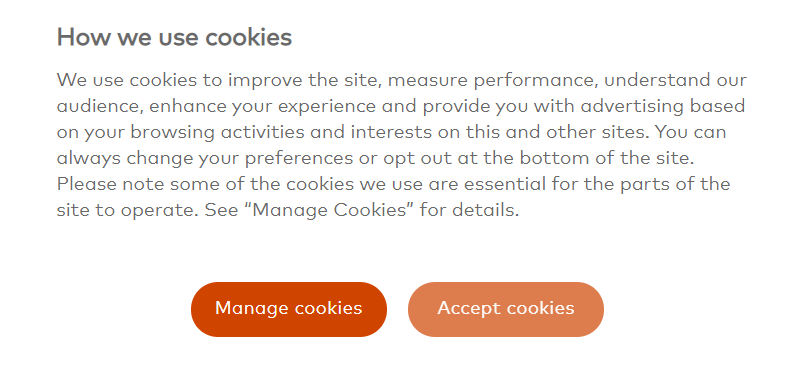 How we use cookies
We use cookies to improve the site, measure performance, understand our
audience, enhance your experience and provide you with advertising based
on your browsing activities and interests on this and other sites. You can
always change your preferences or opt out at the bottom of the site.
Please note some of the cookies we use are essential for the parts of the
site to operate. See “Manage Cookies” for details.
Manage cookies
Accept cookies